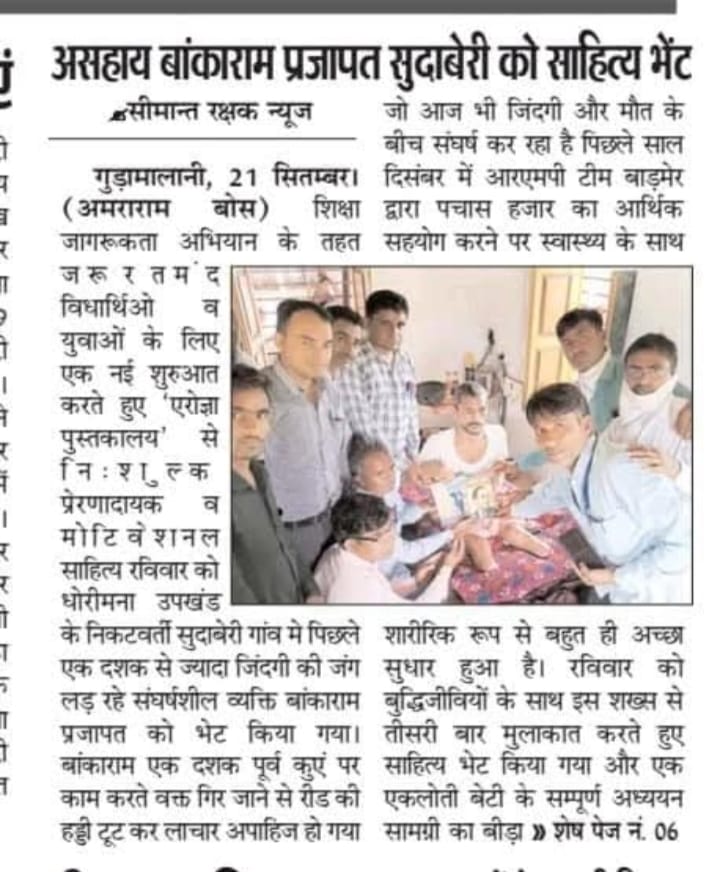 असहाय बांकाराम प्रजापत सुदाबेरी को साहित्य भेंट
सीमान्त रक्षक न्यूज
गुड़ामालानी, 21 सितम्बर।
(अमराराम बोस) शिक्षा
जागरूकता अभियान के तहत
जरूरतमंद
विधार्थिओ व
युवाओं के लिए
एक नई शुरुआत
करते हुए 'एरोज्ञा
पुस्तकालय' से
निःशुल्क
प्रेरणादायक व
मोटिवेशनल
साहित्य रविवार को
धोरीमना उपखंड
के निकटवर्ती सुदाबेरी गांव मे पिछले
एक दशक से ज्यादा जिंदगी की जंग
लड़ रहे संघर्षशील व्यक्ति बांकाराम
प्रजापत को भेट किया गया।
बांकाराम एक दशक पूर्व कुएं पर
काम करते वक्त गिर जाने से रीड की
हड्डी टूट कर लाचार अपाहिज हो गया
जो आज भी जिंदगी और मौत के
बीच संघर्ष कर रहा है पिछले साल
दिसंबर में आरएमपी टीम बाड़मेर
द्वारा पचास हजार का आर्थिक
सहयोग करने पर स्वास्थ्य के साथ
शारीरिक रूप से बहुत ही अच्छा
सुधार हुआ है। रविवार को
बुद्धिजीवियों के साथ इस शख्स से
तीसरी बार मुलाकात करते हुए
साहित्य भेट किया गया और एक
एकलोती बेटी के सम्पूर्ण अध्ययन
सामग्री का बीड़ा » शेष पेज नं. 06